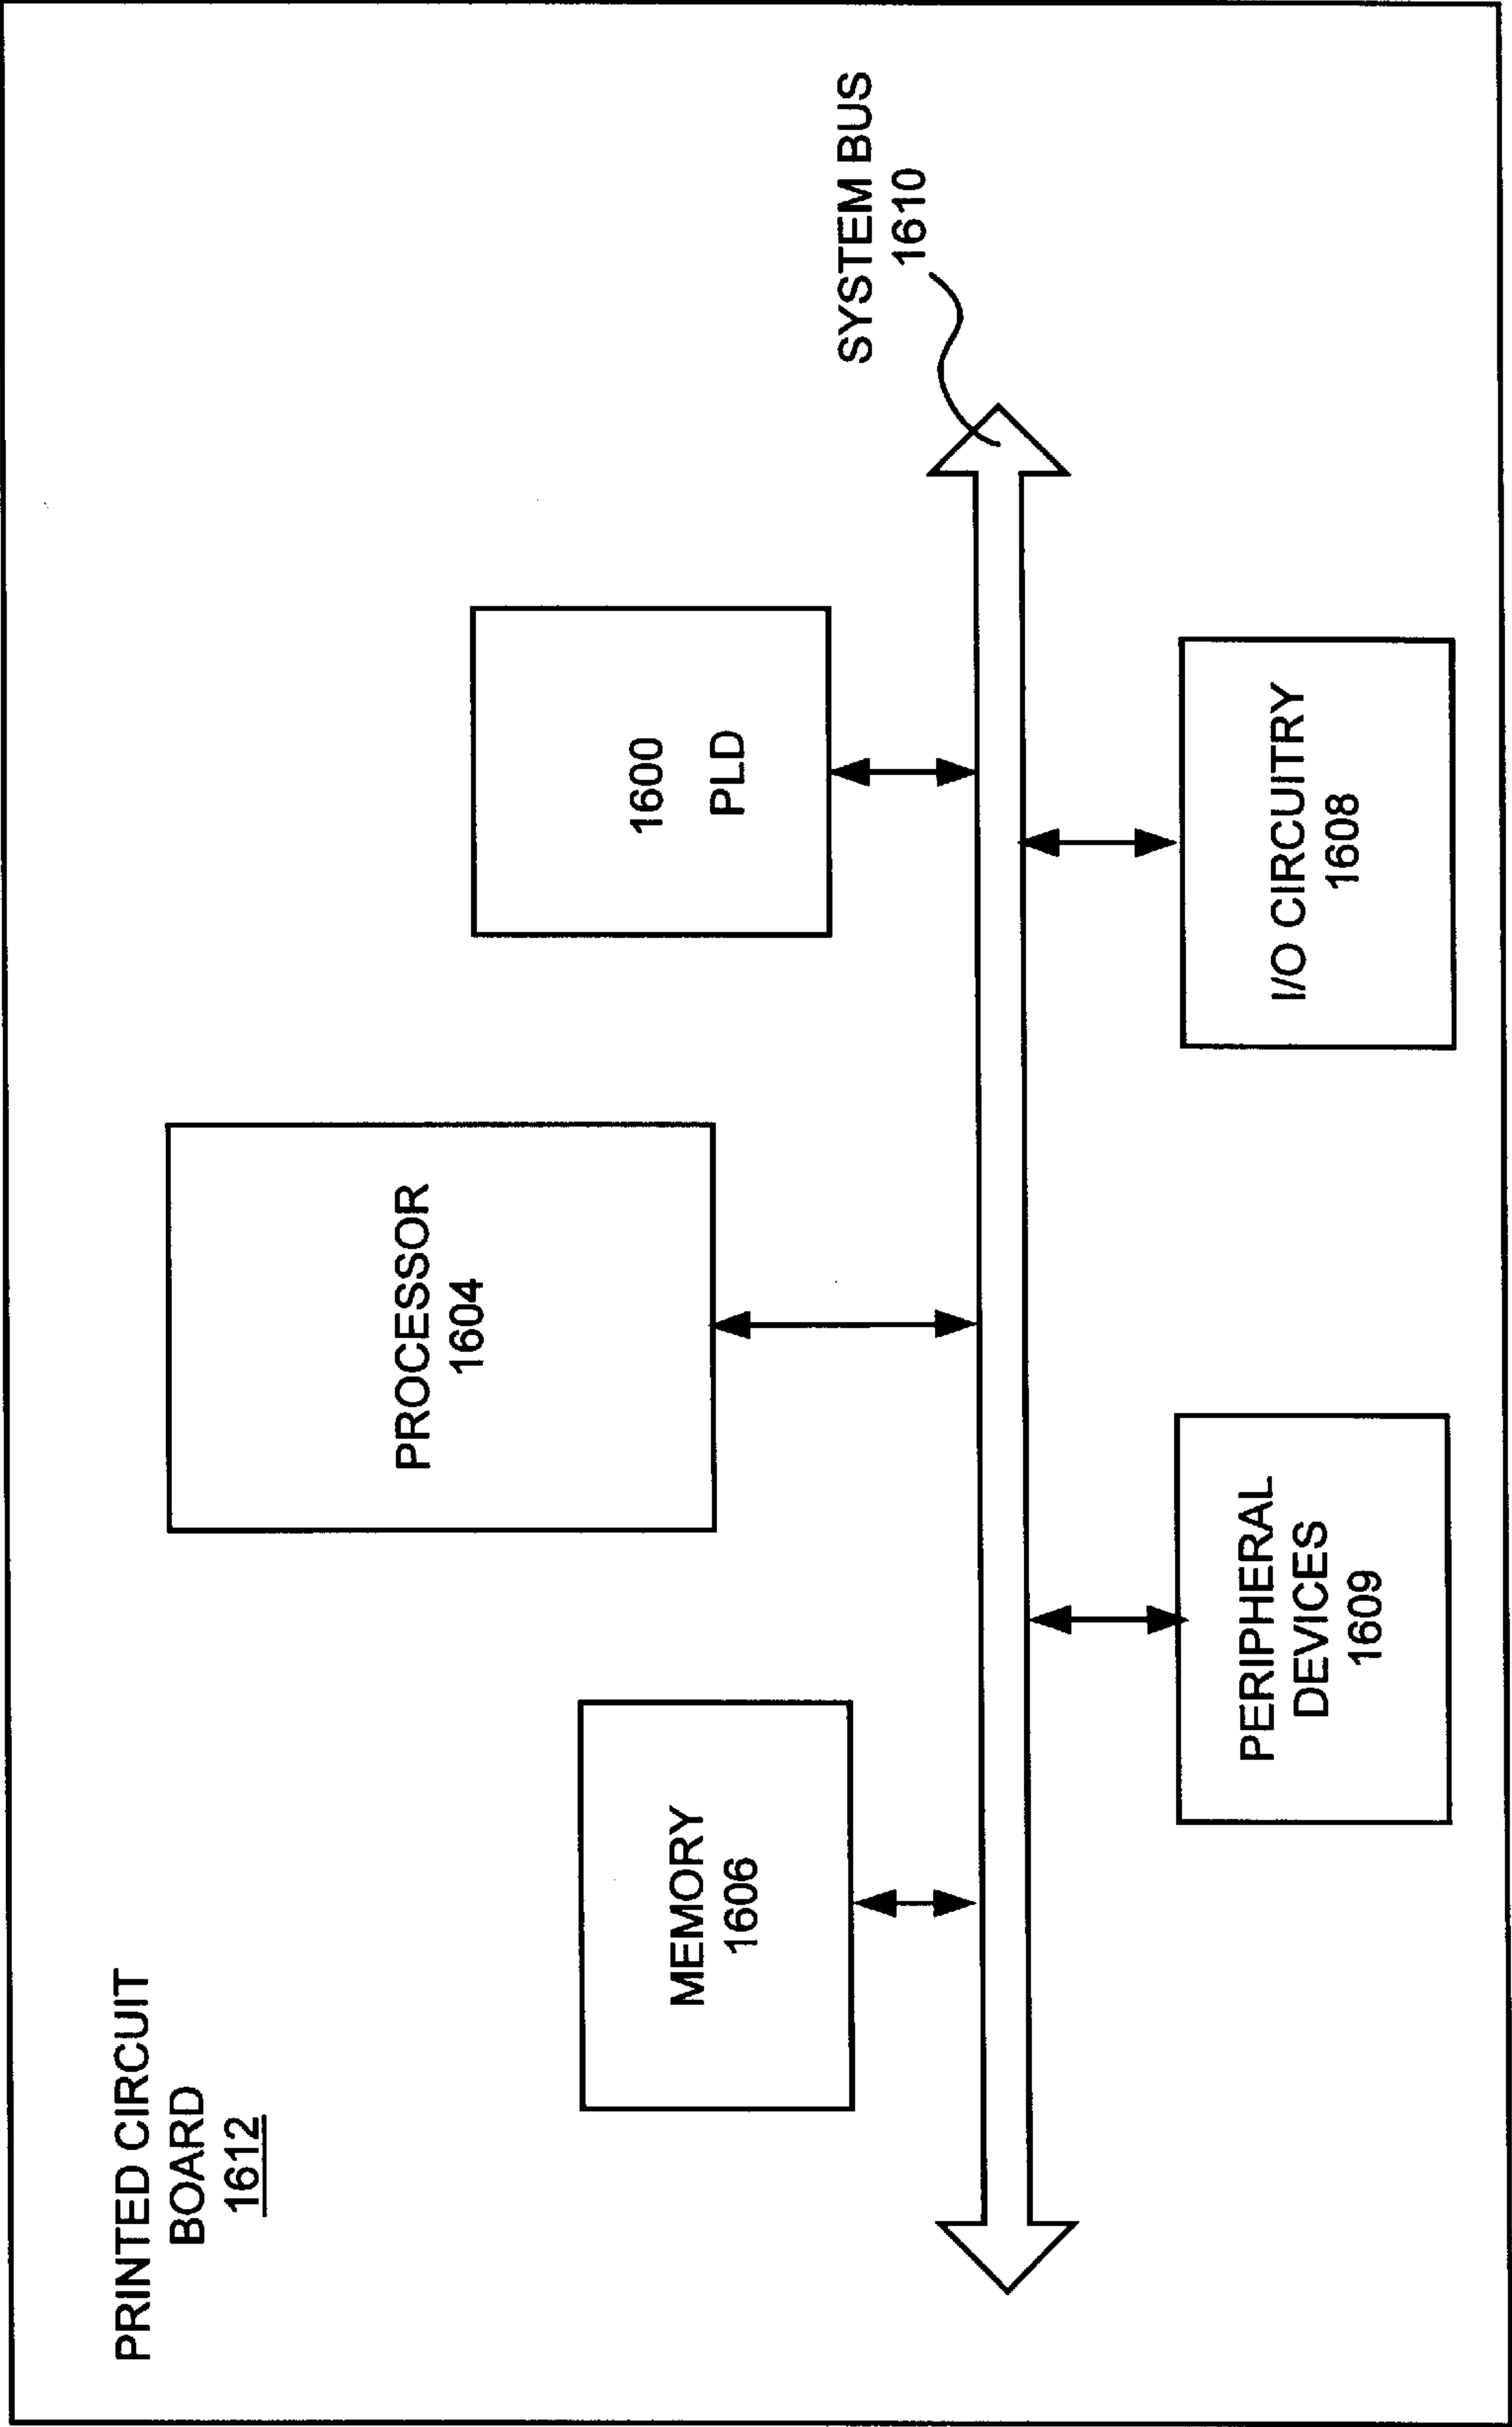 PRINTED CIRCUIT
BOARD
1612
PROCESSOR
1604
MEMORY
1606
1600
PLD
SYSTEM BUS
1610
PERIPHERAL
DEVICES
1609
I/O CIRCUITRY
1608